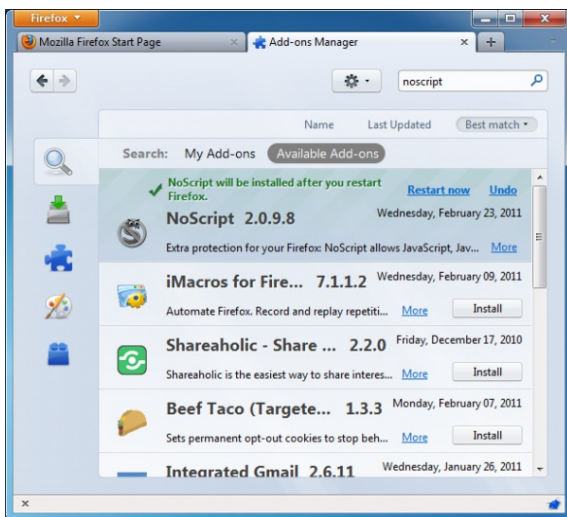 Firefox
Mozilla Firefox Start Page
Add-ons Manager
noscript
Name Last Updated Best match
Search: My Add-ons Available Add-ons
NoScript will be installed after you restart Firefox. Restart now Undo
NoScript 2.0.9.8 Wednesday, February 23, 2011
Extra protection for your Firefox: NoScript allows JavaScript, Jav... More
iMacros for Fire... 7.1.1.2 Wednesday, February 09, 2011
Automate Firefox. Record and replay repetiti... More Install
Shareaholic - Share ... 2.2.0 Friday, December 17, 2010
Shareaholic is the easiest way to share interes... More Install
Beef Taco (Targete... 1.3.3 Monday, February 07, 2011
Sets permanent opt-out cookies to stop beh... More Install
Integrated Gmail 2.6.11 Wednesday, January 26, 2011